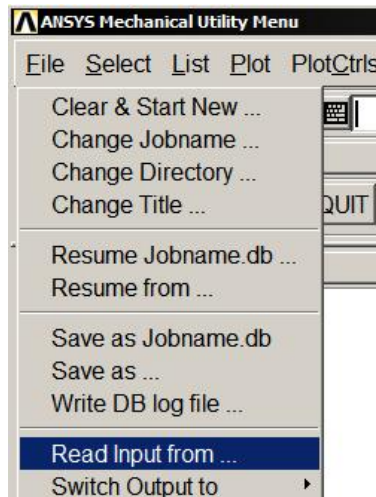 ANSYS Mechanical Utility Menu
File Select List Plot PlotCtrls
Clear & Start New ...
Change Jobname ...
Change Directory ...
Change Title ...
QUIT
Resume Jobname.db ...
Resume from ...
Save as Jobname.db
Save as ...
Write DB log file ...
Read Input from ...
Switch Output to